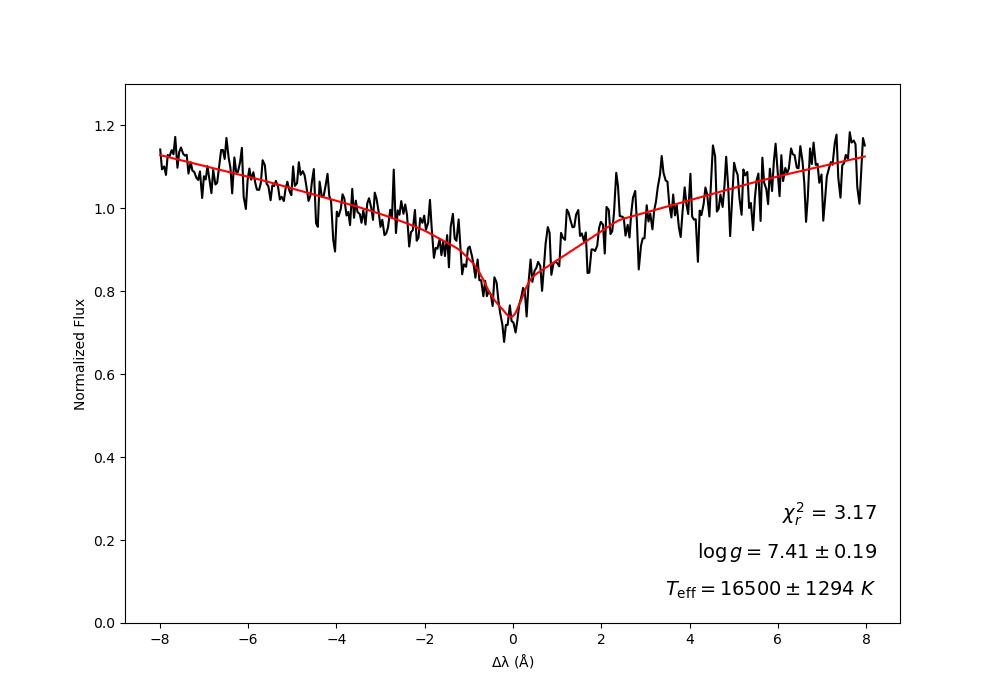 1.2
1.0
0.8
0.6
0.4
0.2
0.0
Normalized Flux
χ²ᵣ = 3.17
log g = 7.41 ± 0.19
T_eff = 16500 ± 1294 K
−8 −6 −4 −2 0 2 4 6 8
Δλ (Å)